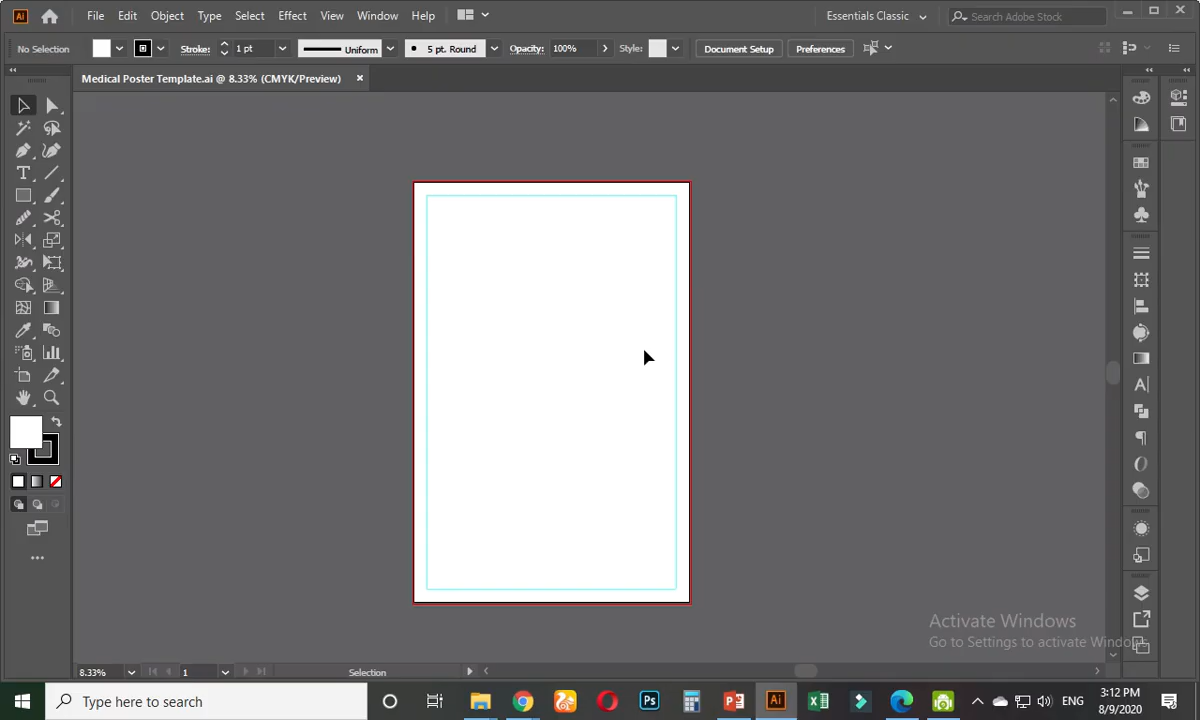 Ai File Edit Object Type Select Effect View Window Help Essentials Classic Search Adobe Stock
No Selection Stroke: 1 pt Uniform 5 pt. Round Opacity: 100% Style: Document Setup Preferences
Medical Poster Template.ai @ 8.33% (CMYK/Preview) ×
Activate Windows
Go to Settings to activate Windows.
8.33% 1 Selection
Type here to search Ps Ai ENG 3:12 PM
8/9/2020